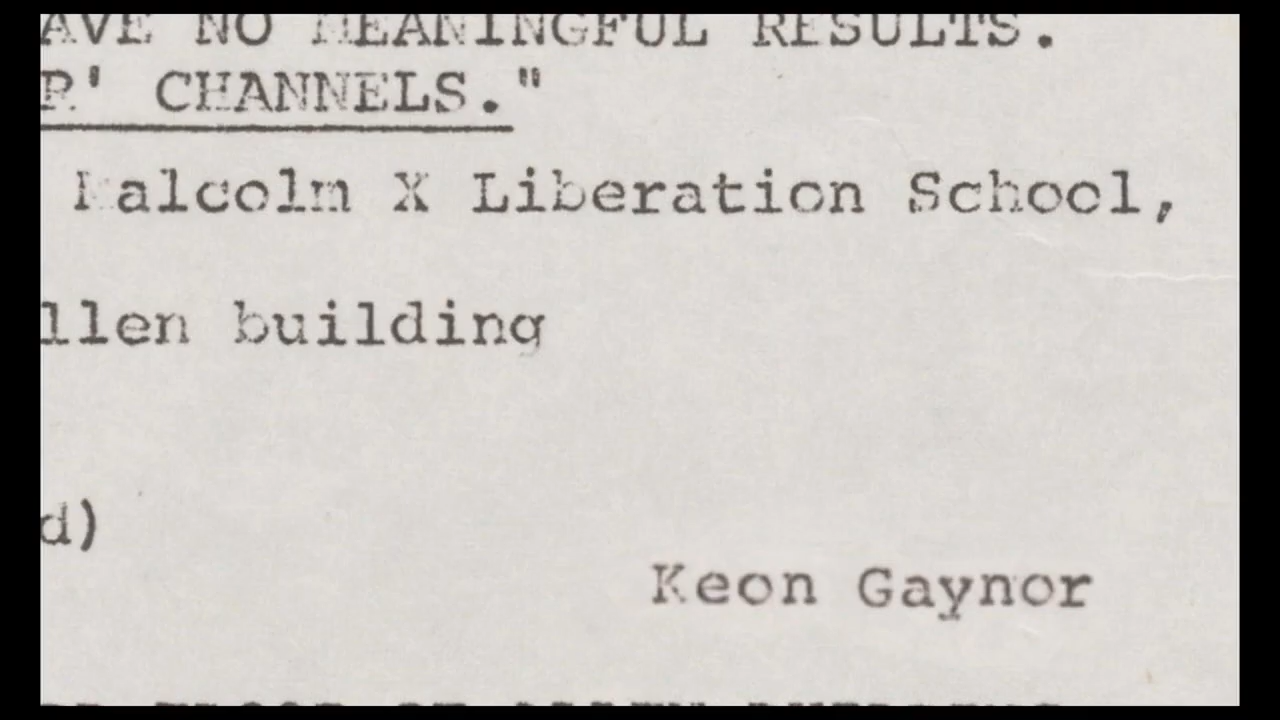 AVE NO MEANINGFUL RESULTS.
R' CHANNELS."
Malcolm X Liberation School,
llen building
d)
Keon Gaynor